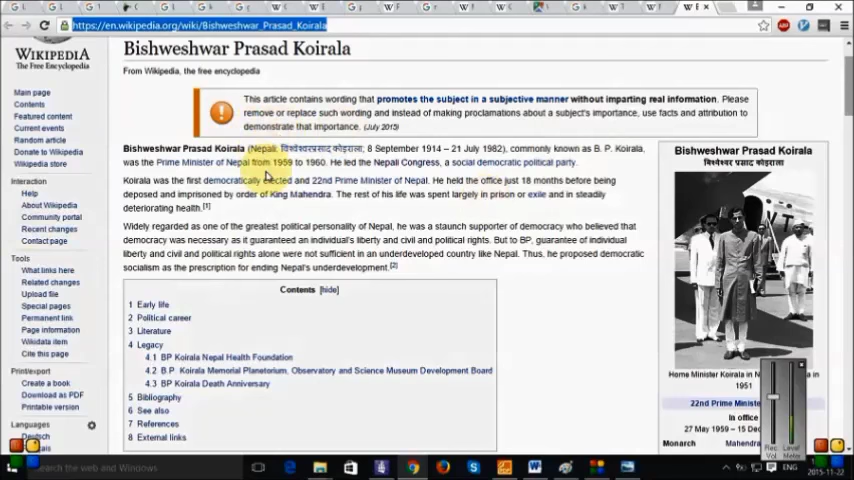 https://en.wikipedia.org/wiki/Bishweshwar_Prasad_Koirala
WIKIPEDIA
The Free Encyclopedia
Main page
Contents
Featured content
Current events
Random article
Donate to Wikipedia
Wikipedia store
Interaction
Help
About Wikipedia
Community portal
Recent changes
Contact page
Tools
What links here
Related changes
Upload file
Special pages
Permanent link
Page information
Wikidata item
Cite this page
Print/export
Create a book
Download as PDF
Printable version
Languages
Deutsch
Bishweshwar Prasad Koirala
From Wikipedia, the free encyclopedia
This article contains wording that promotes the subject in a subjective manner without imparting real information. Please
remove or replace such wording and instead of making proclamations about a subject's importance, use facts and attribution to
demonstrate that importance. (July 2015)
Bishweshwar Prasad Koirala (Nepali: विश्वेश्वरप्रसाद कोइराला; 8 September 1914 – 21 July 1982), commonly known as B. P. Koirala,
was the Prime Minister of Nepal from 1959 to 1960. He led the Nepali Congress, a social democratic political party.
Koirala was the first democratically elected and 22nd Prime Minister of Nepal. He held the office just 18 months before being
deposed and imprisoned by order of King Mahendra. The rest of his life was spent largely in prison or exile and in steadily
deteriorating health.[1]
Widely regarded as one of the greatest political personality of Nepal, he was a staunch supporter of democracy who believed that
democracy was necessary as it guaranteed an individual's liberty and civil and political rights. But to BP, guarantee of individual
liberty and civil and political rights alone were not sufficient in an underdeveloped country like Nepal. Thus, he proposed democratic
socialism as the prescription for ending Nepal's underdevelopment.[2]
Contents [hide]
1 Early life
2 Political career
3 Literature
4 Legacy
4.1 BP Koirala Nepal Health Foundation
4.2 B.P. Koirala Memorial Planetorium, Observatory and Science Museum Development Board
4.3 BP Koirala Death Anniversary
5 Bibliography
6 See also
7 References
8 External links
Bishweshwar Prasad Koirala
विश्वेश्वर प्रसाद कोइराला
Home Minister Koirala in
in
1951
22nd Prime Minister
In office
27 May 1959 – 15
Monarch Mahendra
Rec Vol
Level Meter
Search the web and Windows
ENG
2015-11-22